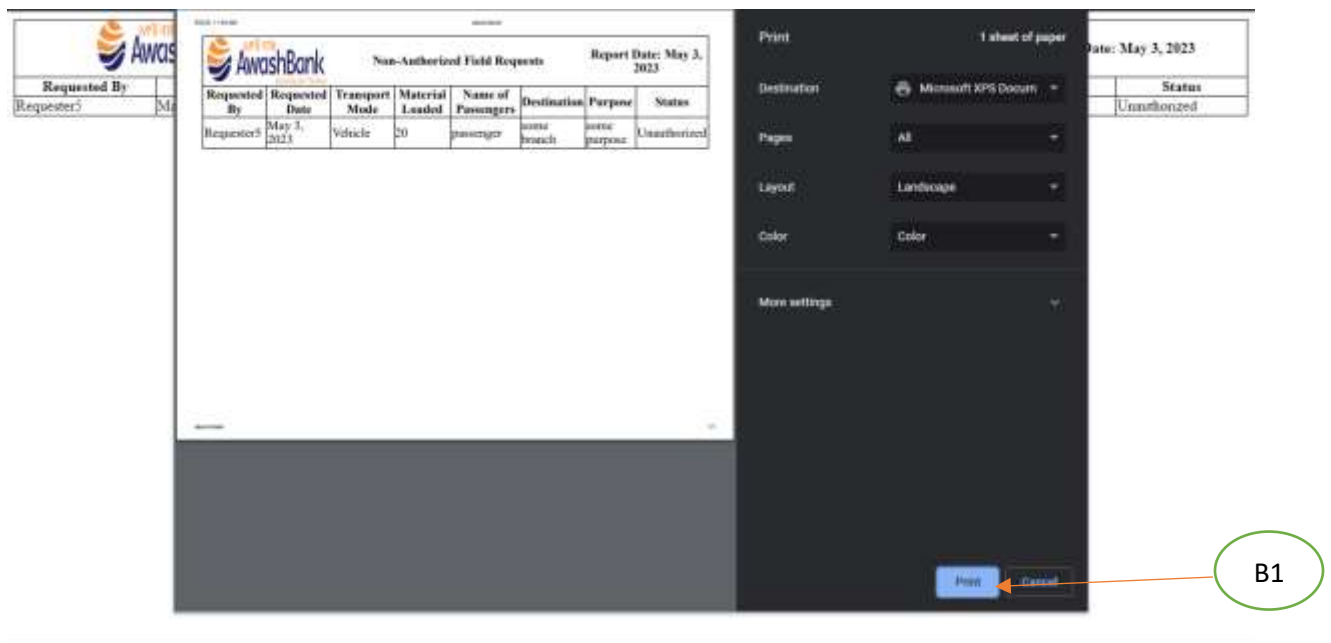 AwashBank
Non-Authorized Field Requests
Report Date: May 3, 2023
Requested By Requested Date Transport Mode Material Loaded Name of Passengers Destination Purpose Status
Requester5 May 3, 2023 Vehicle 20 passenger some branch some purpose Unauthorized
Print 1 sheet of paper
Destination Microsoft XPS Docum
Pages All
Layout Landscape
Color Color
More settings
Print Cancel
Awas
Date: May 3, 2023
Requested By Status
Requester5 Ma Unauthorized
B1